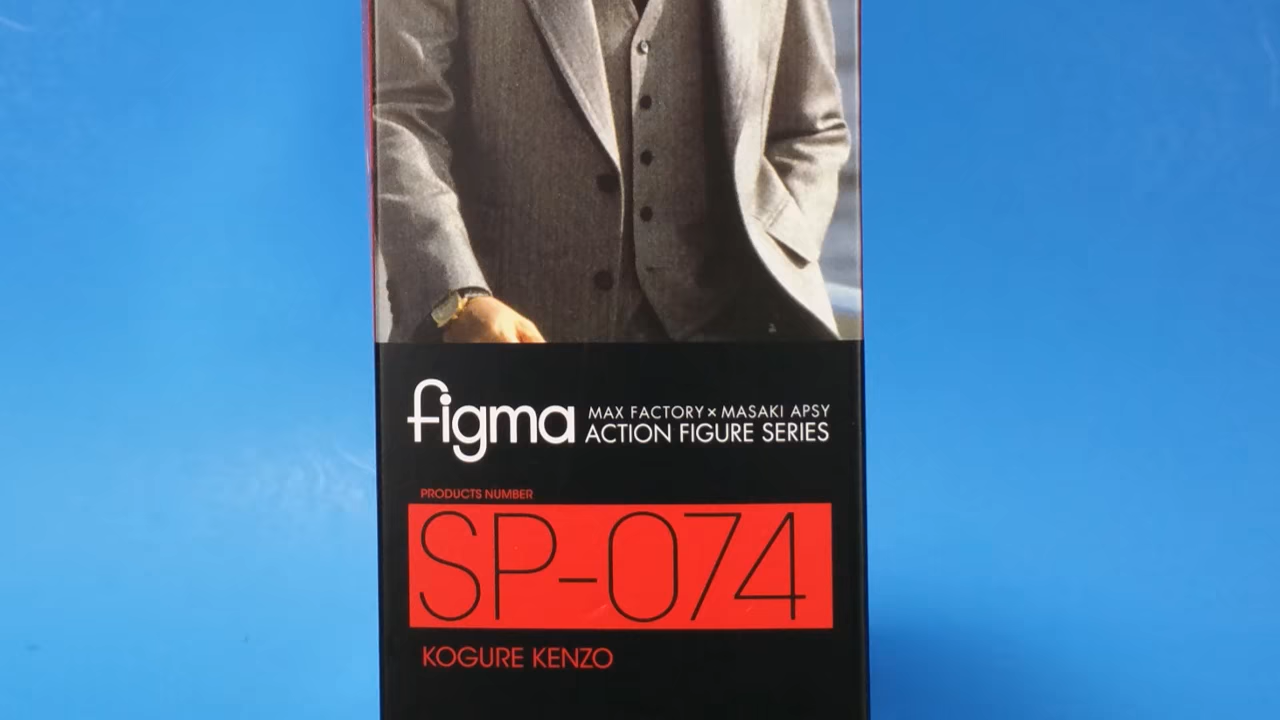 figma
MAX FACTORY×MASAKI APSY
ACTION FIGURE SERIES
PRODUCTS NUMBER
SP-074
KOGURE KENZO